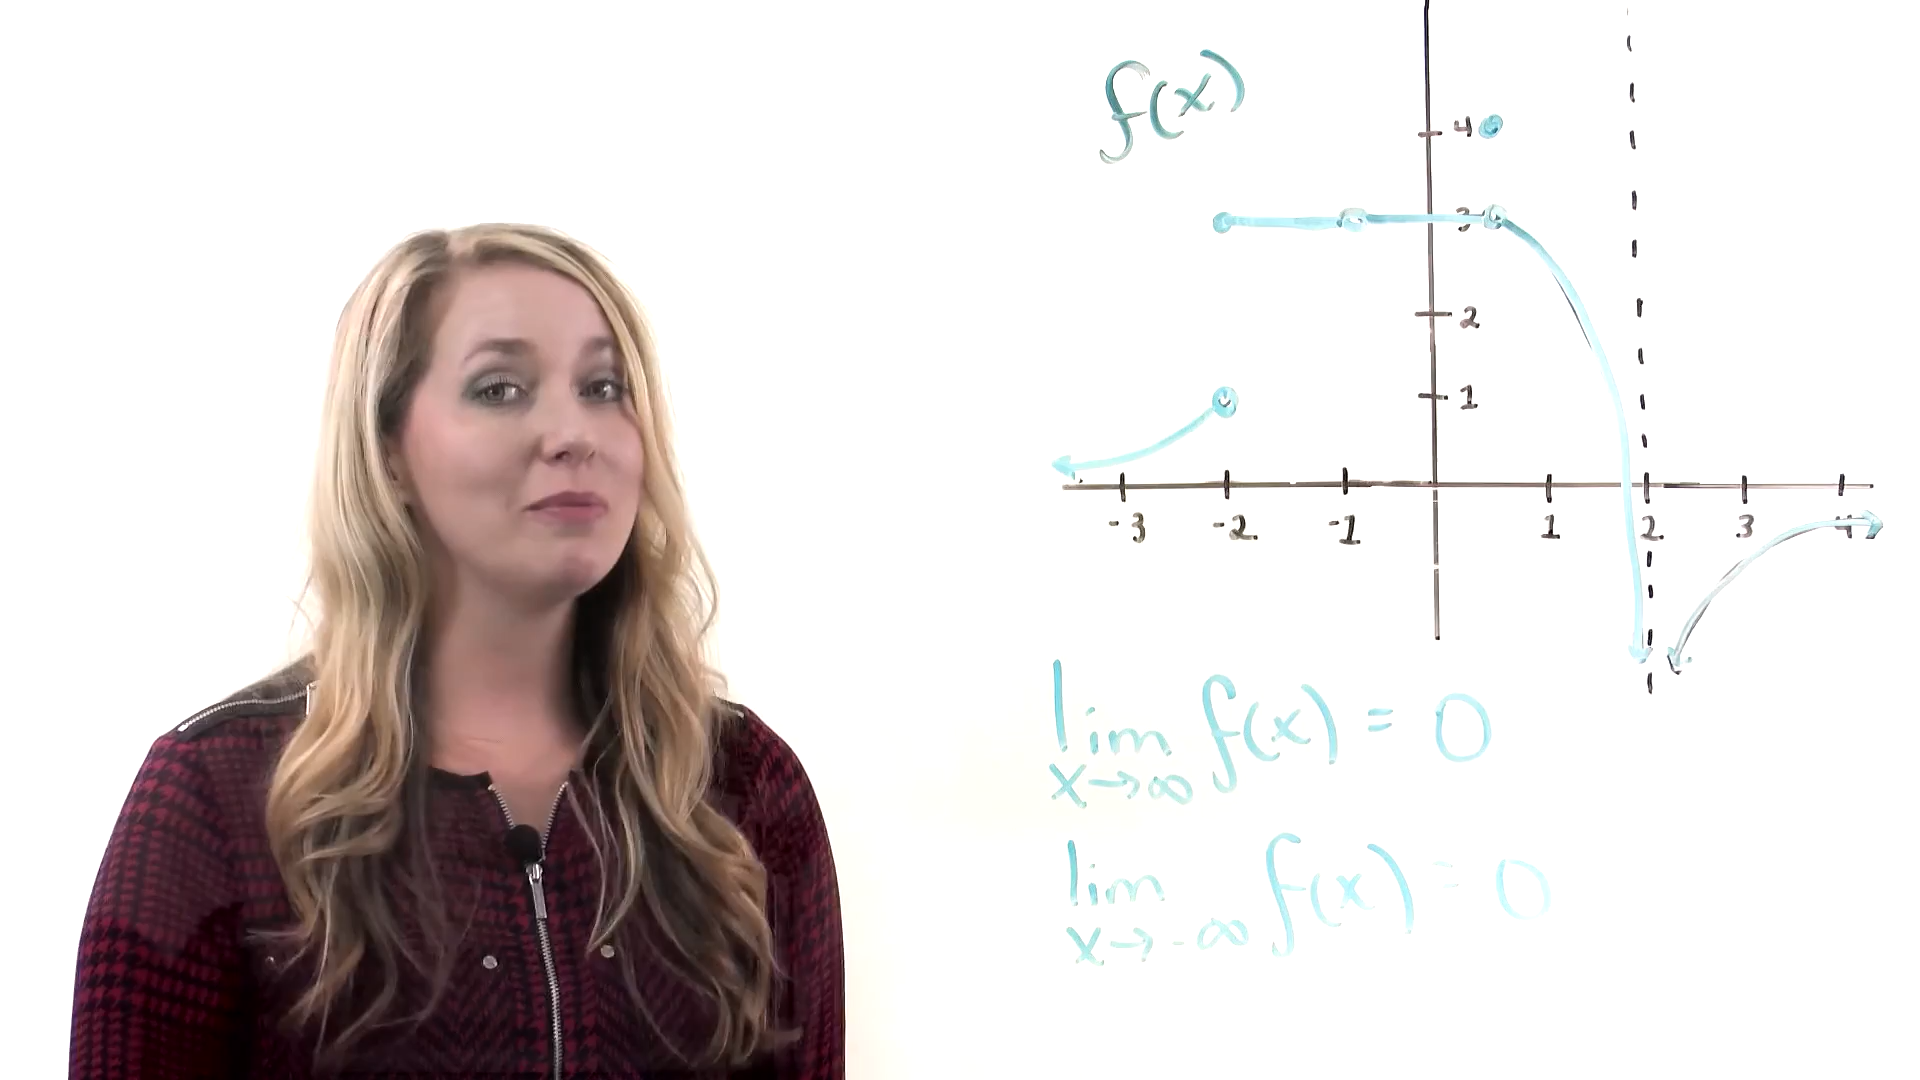 f(x)
4
3
2
1
-3 -2 -1 1 2 3 4
lim f(x) = 0
x→∞
lim f(x) = 0
x→-∞